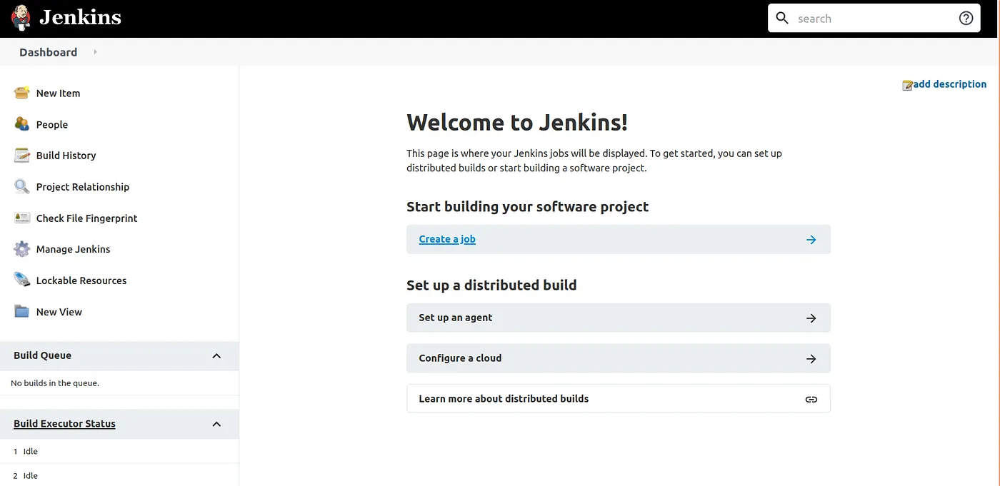 Jenkins
search
Dashboard
New Item
People
Build History
Project Relationship
Check File Fingerprint
Manage Jenkins
Lockable Resources
New View
Build Queue
No builds in the queue.
Build Executor Status
1 Idle
2 Idle
add description
Welcome to Jenkins!
This page is where your Jenkins jobs will be displayed. To get started, you can set up
distributed builds or start building a software project.
Start building your software project
Create a job
Set up a distributed build
Set up an agent
Configure a cloud
Learn more about distributed builds